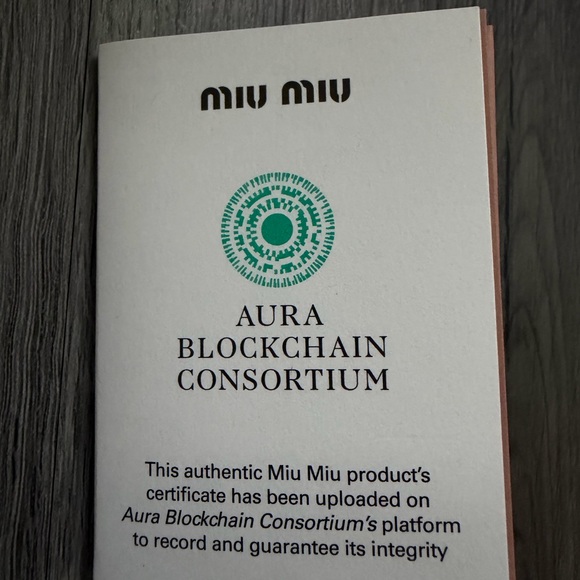 miu miu
AURA
BLOCKCHAIN
CONSORTIUM
This authentic Miu Miu product's
certificate has been uploaded on
Aura Blockchain Consortium's platform
to record and guarantee its integrity